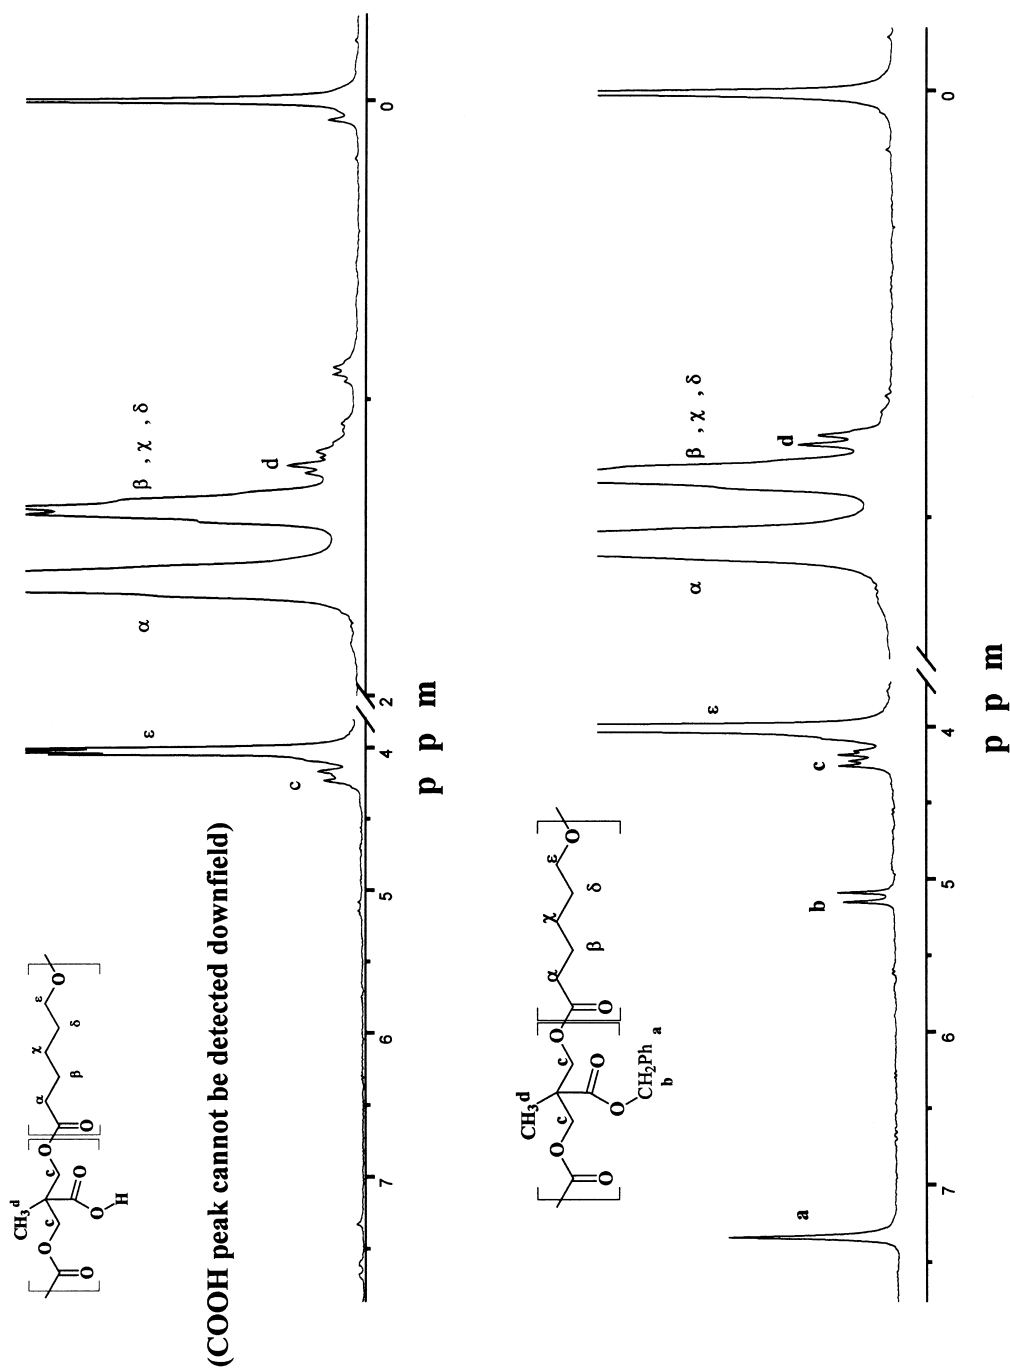 CH₃ d
c c
O O O O H
α β χ δ ε
O O
(COOH peak cannot be detected downfield)
c
ε
α
β , χ , δ
d
7 6 5 4 2 0
p p m
CH₃ d
c c
O O O O
CH₂Ph a
b
α β χ δ ε
O O
a
b
c
ε
α
β , χ , δ
d
7 6 5 4 0
p p m